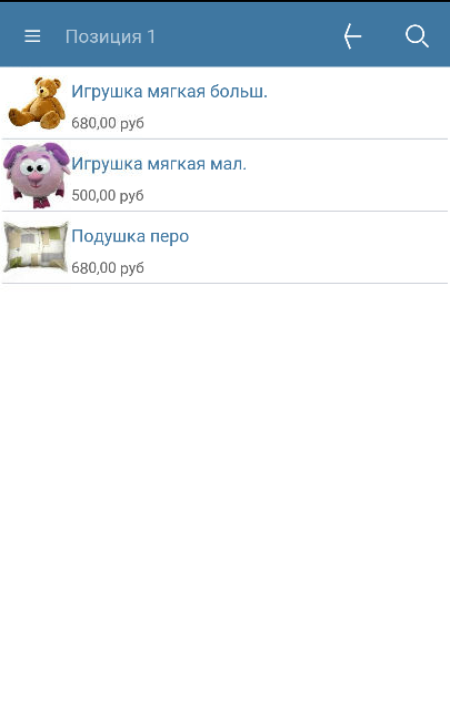 Позиция 1
Игрушка мягкая больш.
680,00 руб
Игрушка мягкая мал.
500,00 руб
Подушка перо
680,00 руб